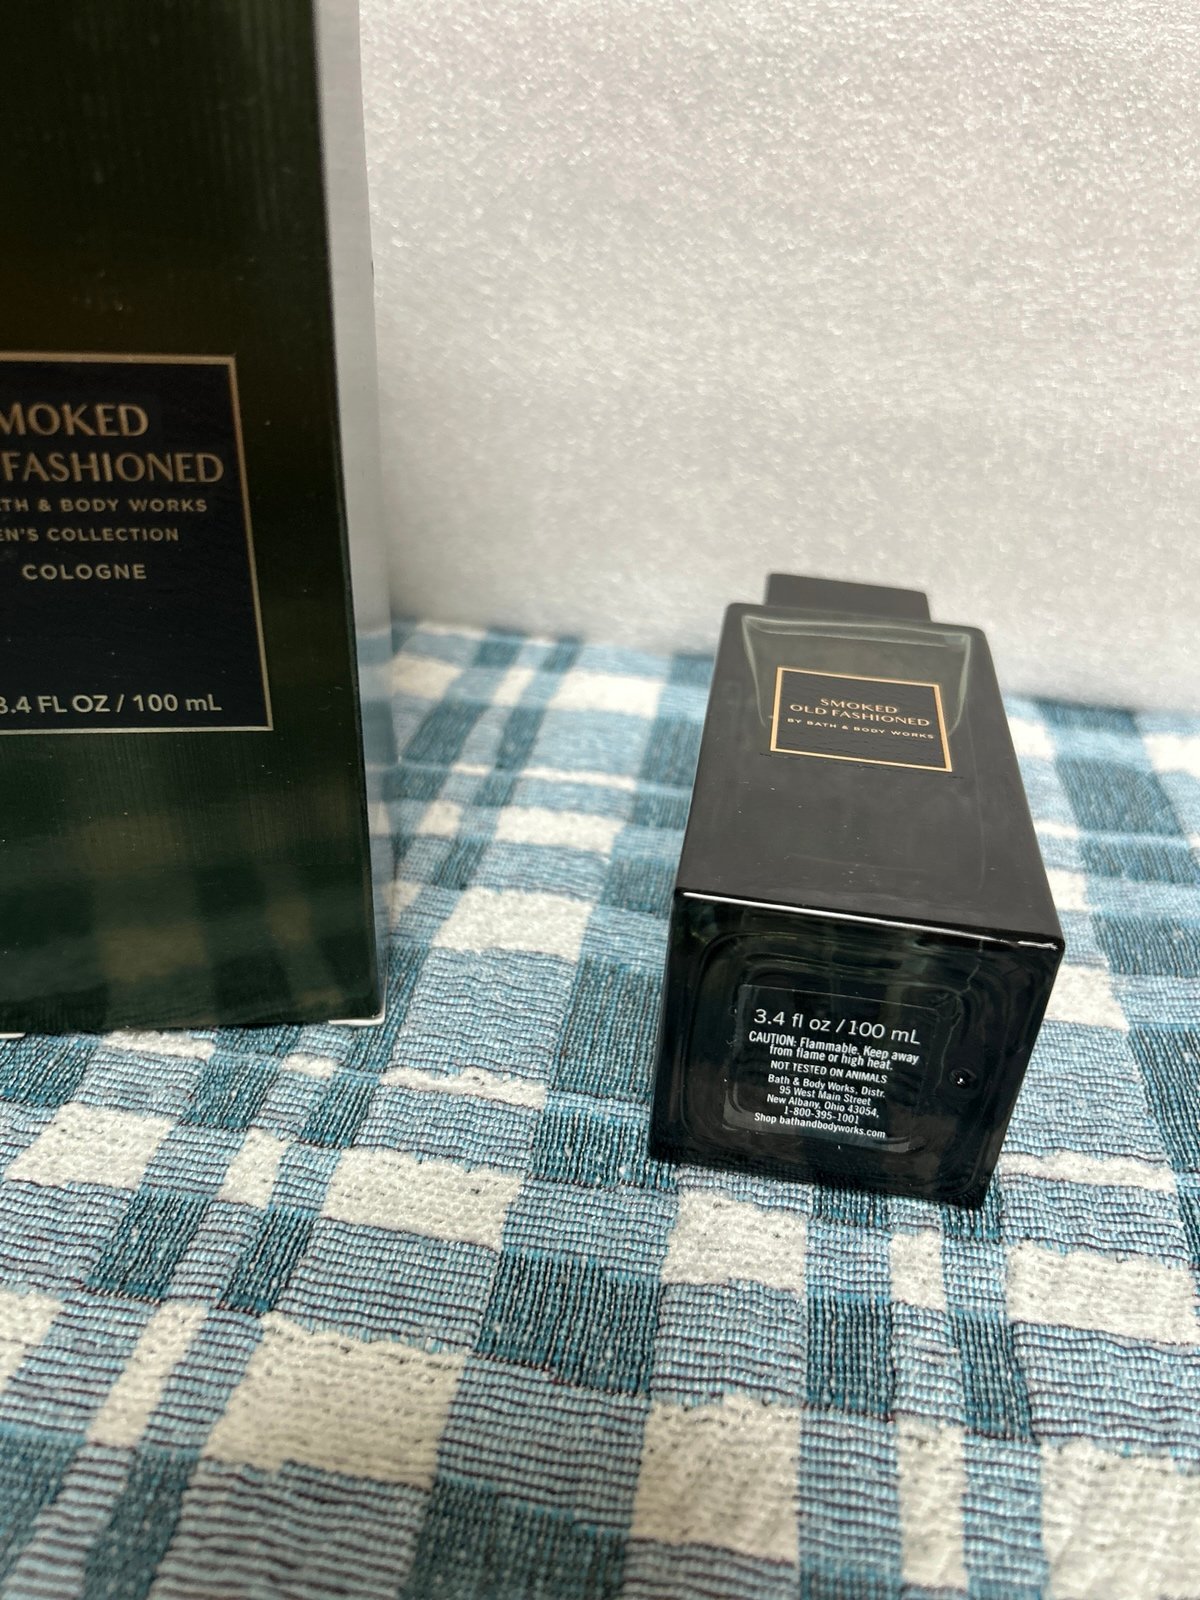 MOKED
FASHIONED
TH & BODY WORKS
EN'S COLLECTION
COLOGNE
3.4 FL OZ / 100 mL
SMOKED
OLD FASHIONED
BY BATH & BODY WORKS
3.4 fl oz / 100 mL
CAUTION: Flammable. Keep away
from flame or high heat.
NOT TESTED ON ANIMALS
Bath & Body Works, Distr.
95 West Main Street
New Albany, Ohio 43054,
1-800-395-1001
Shop bathandbodyworks.com